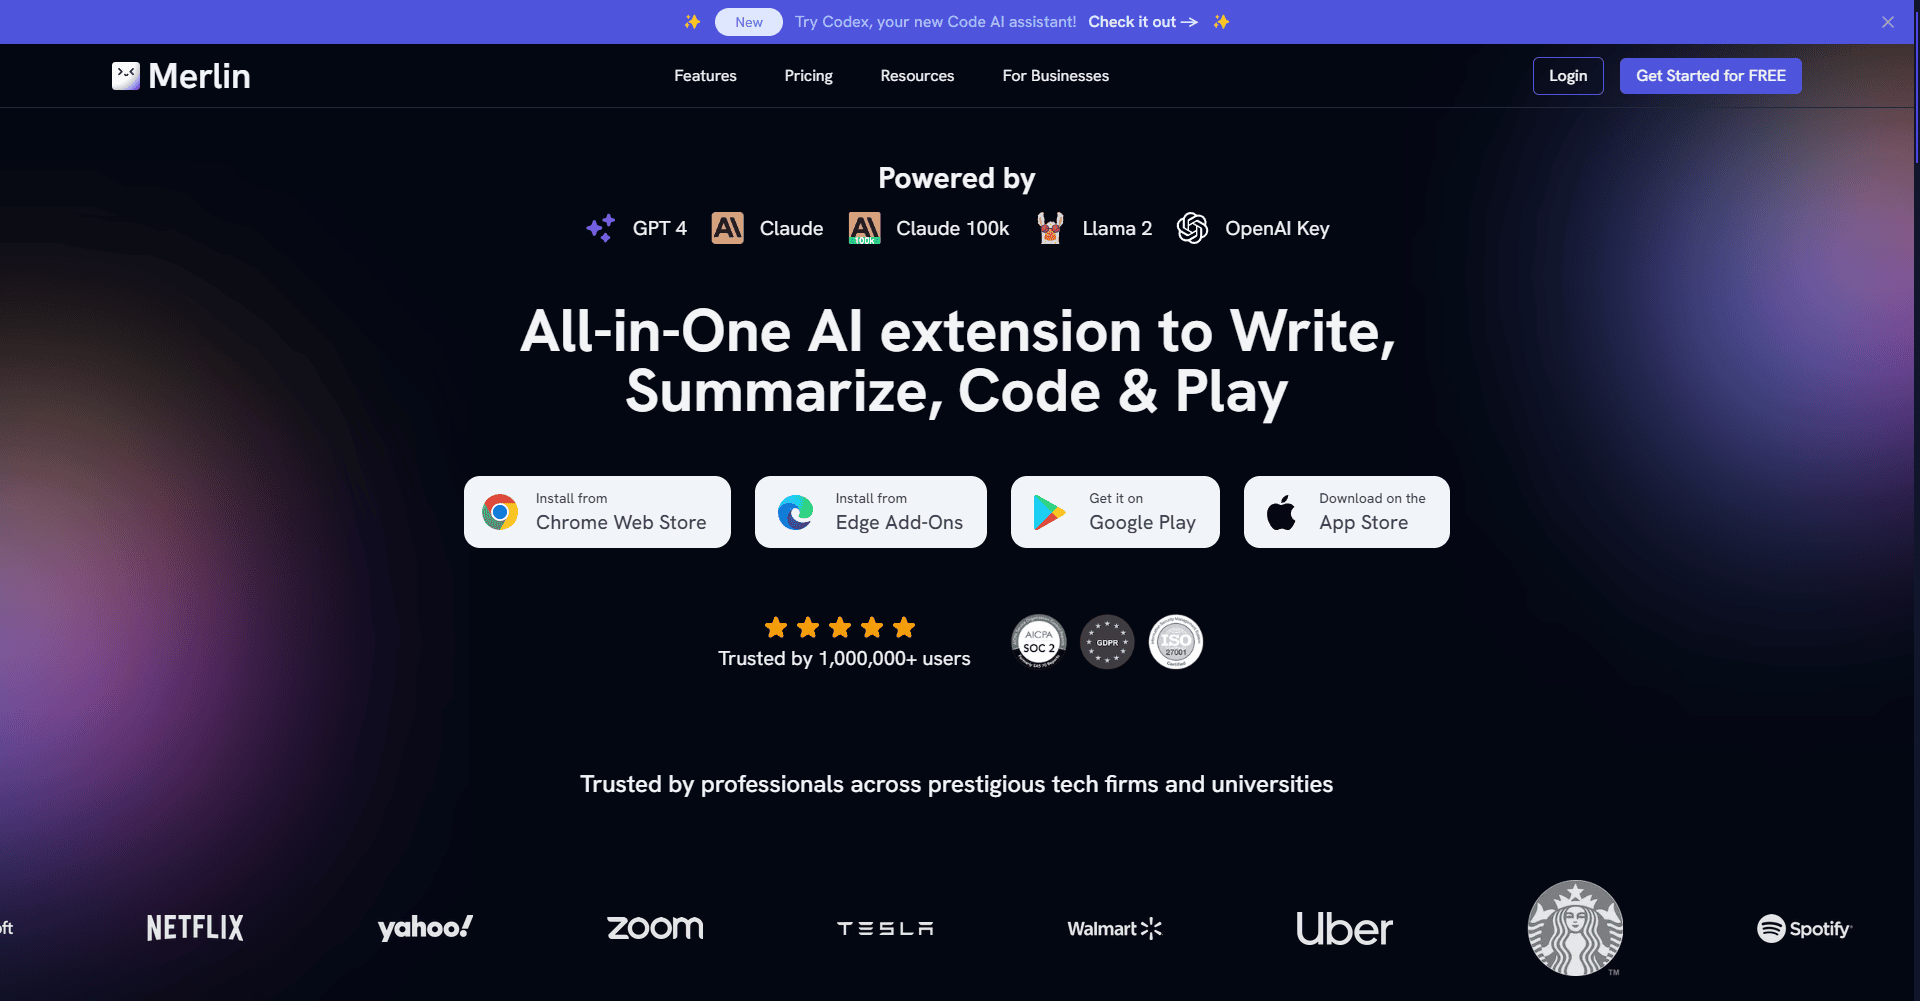 New Try Codex, your new Code AI assistant! Check it out →
Merlin
Features Pricing Resources For Businesses
Login Get Started for FREE
Powered by
GPT 4 Claude Claude 100k Llama 2 OpenAI Key
100k
All-in-One AI extension to Write,
Summarize, Code & Play
Install from
Chrome Web Store
Install from
Edge Add-Ons
Get it on
Google Play
Download on the
App Store
Trusted by 1,000,000+ users
AICPA
SOC 2
GDPR
ISO
27001
Certified
Trusted by professionals across prestigious tech firms and universities
oft NETFLIX yahoo! zoom TESLA Walmart Uber TM Spotify